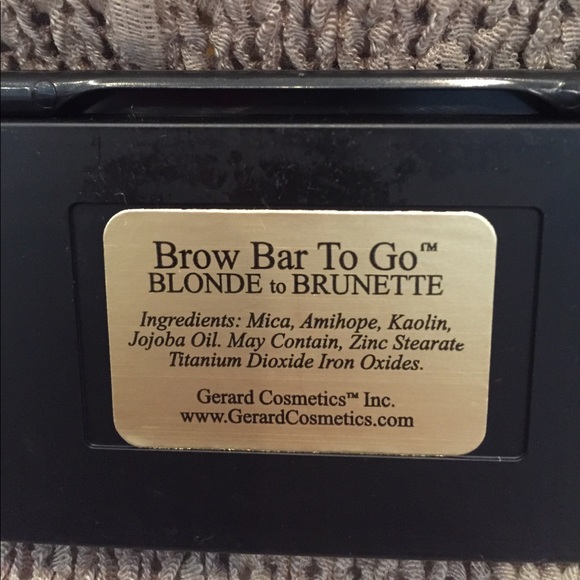 Brow Bar To Go™
BLONDE to BRUNETTE
Ingredients: Mica, Amihope, Kaolin,
Jojoba Oil. May Contain, Zinc Stearate
Titanium Dioxide Iron Oxides.
Gerard Cosmetics™ Inc.
www.GerardCosmetics.com